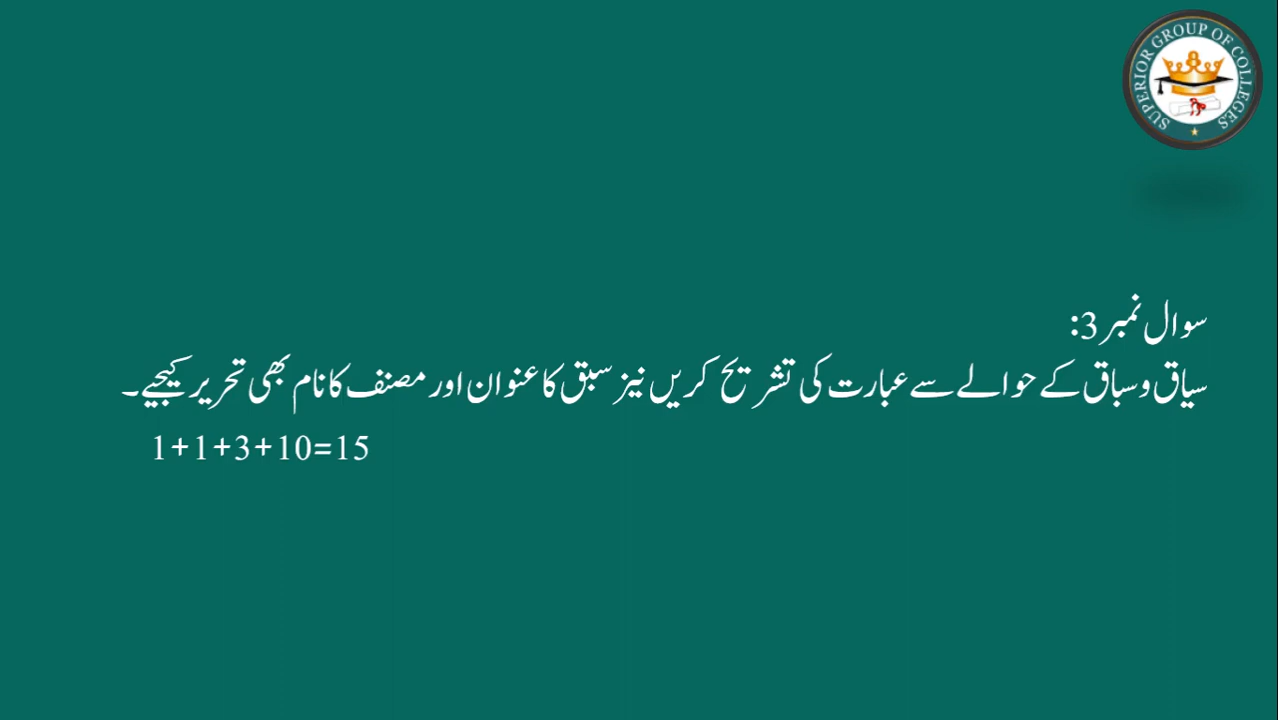 SUPERIOR GROUP OF COLLEGES
سوال نمبر 3:
سیاق و سباق کے حوالے سے عبارت کی تشریح کریں نیز سبق کا عنوان اور مصنف کا نام بھی تحریر کیجیے۔
1+1+3+10=15